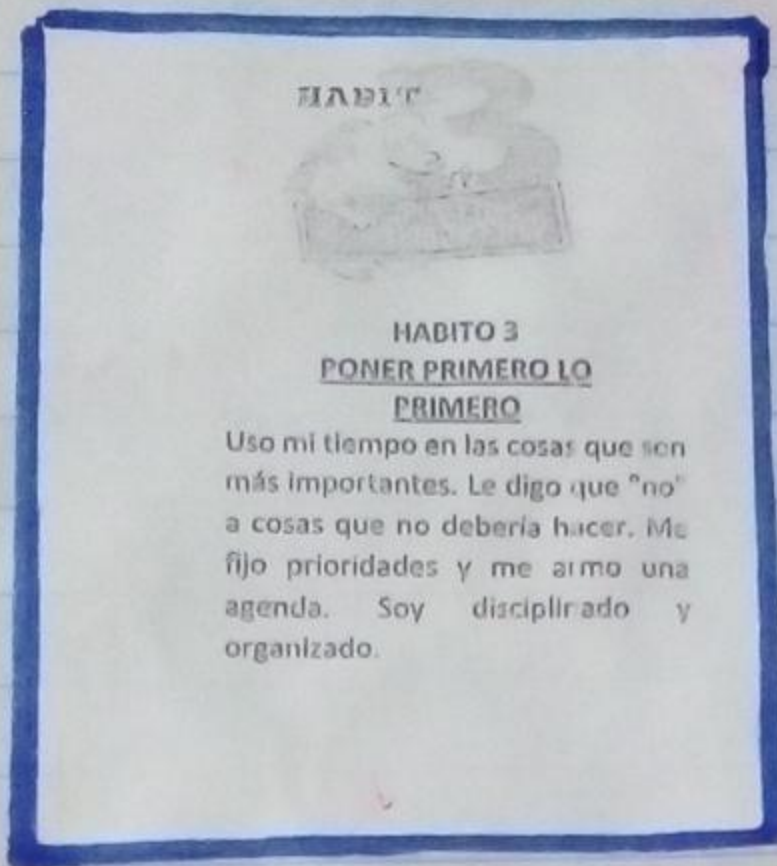 HABIT
3
HABITO 3
PONER PRIMERO LO
PRIMERO
Uso mi tiempo en las cosas que son
más importantes. Le digo que "no"
a cosas que no debería hacer. Me
fijo prioridades y me armo una
agenda. Soy disciplinado y
organizado.